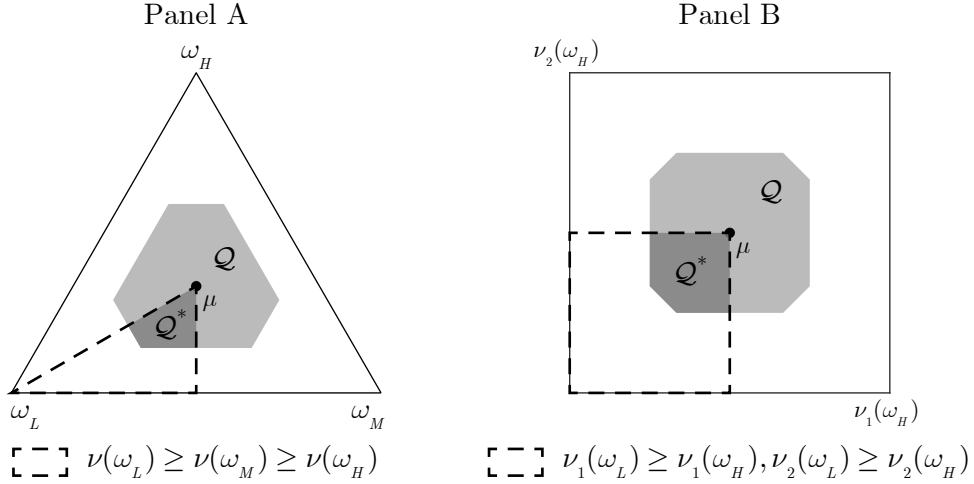 Panel A
ω_H
𝒬
μ
𝒬*
ω_L
ω_M
ν(ω_L) ≥ ν(ω_M) ≥ ν(ω_H)
Panel B
ν_2(ω_H)
𝒬
μ
𝒬*
ν_1(ω_H)
ν_1(ω_L) ≥ ν_1(ω_H), ν_2(ω_L) ≥ ν_2(ω_H)